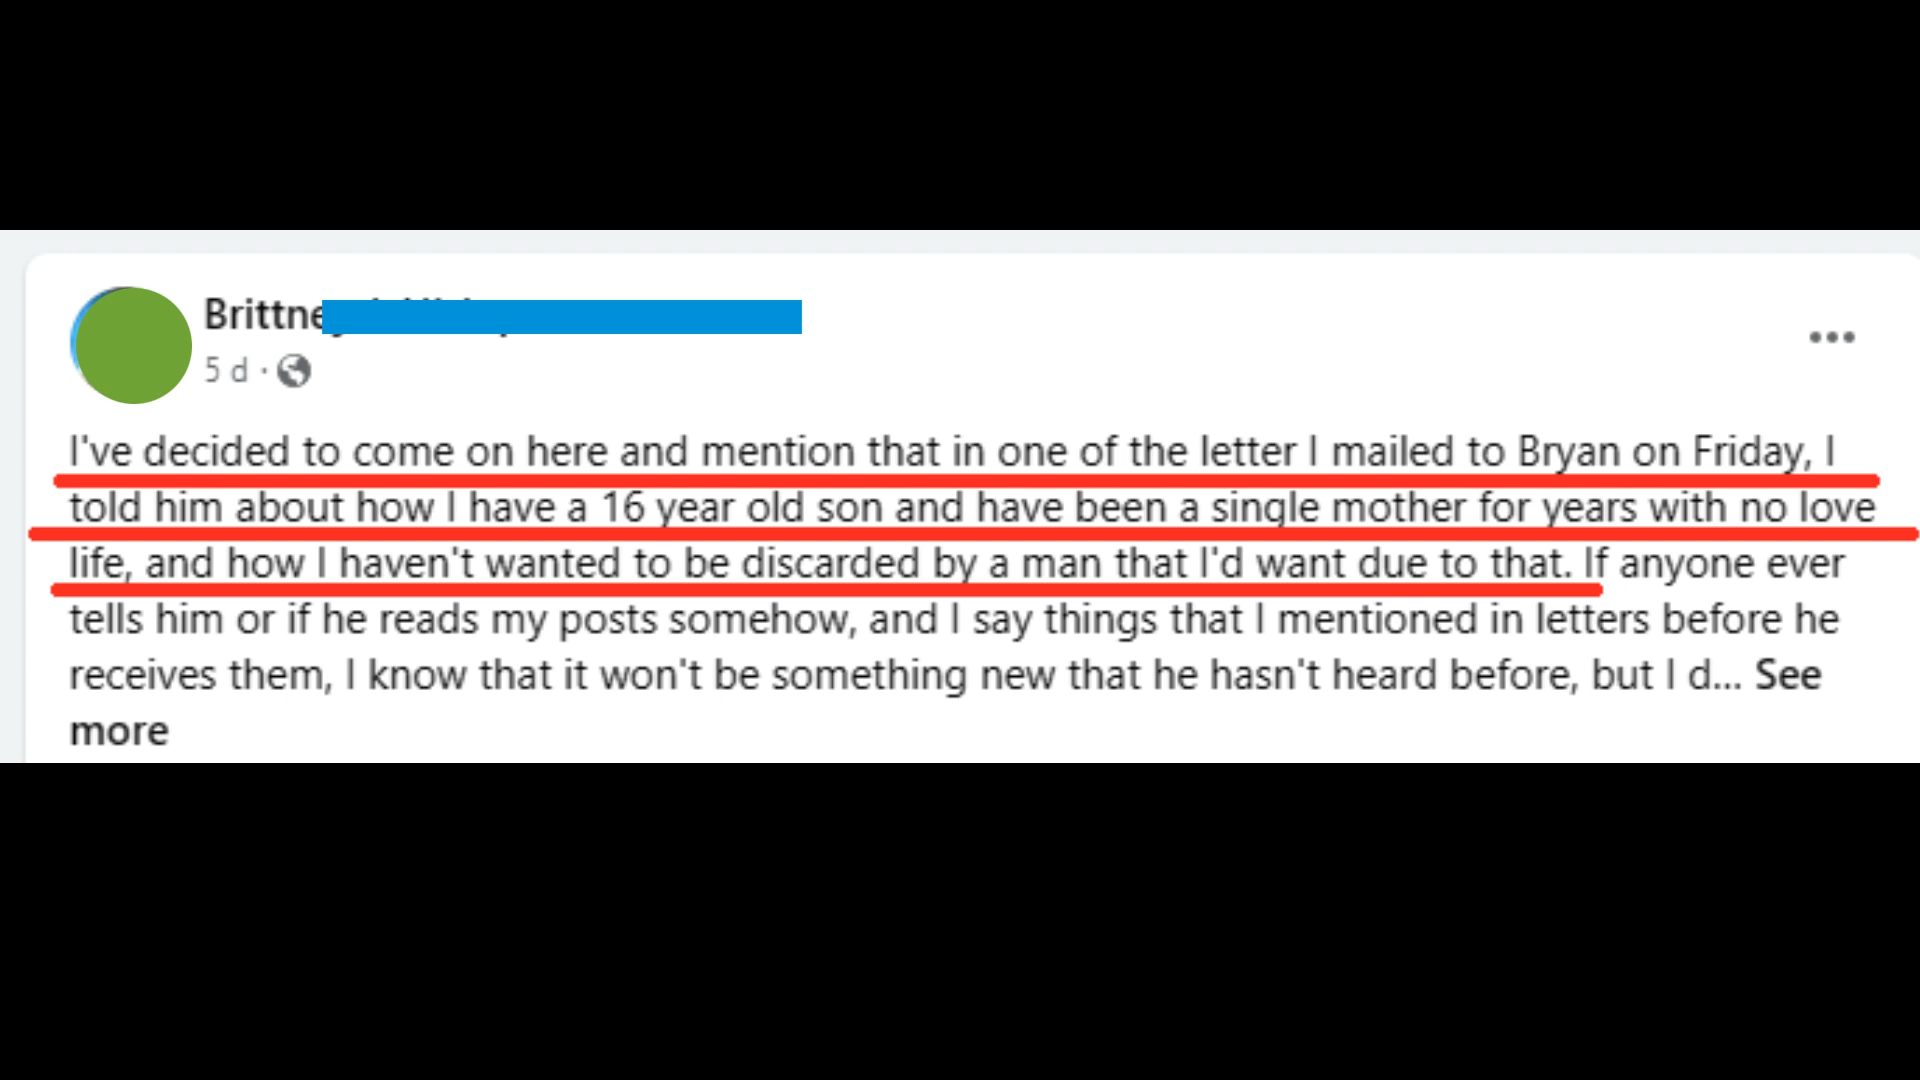 Brittne
5 d ·
I've decided to come on here and mention that in one of the letter I mailed to Bryan on Friday, I
told him about how I have a 16 year old son and have been a single mother for years with no love
life, and how I haven't wanted to be discarded by a man that I'd want due to that. If anyone ever
tells him or if he reads my posts somehow, and I say things that I mentioned in letters before he
receives them, I know that it won't be something new that he hasn't heard before, but I d... See
more